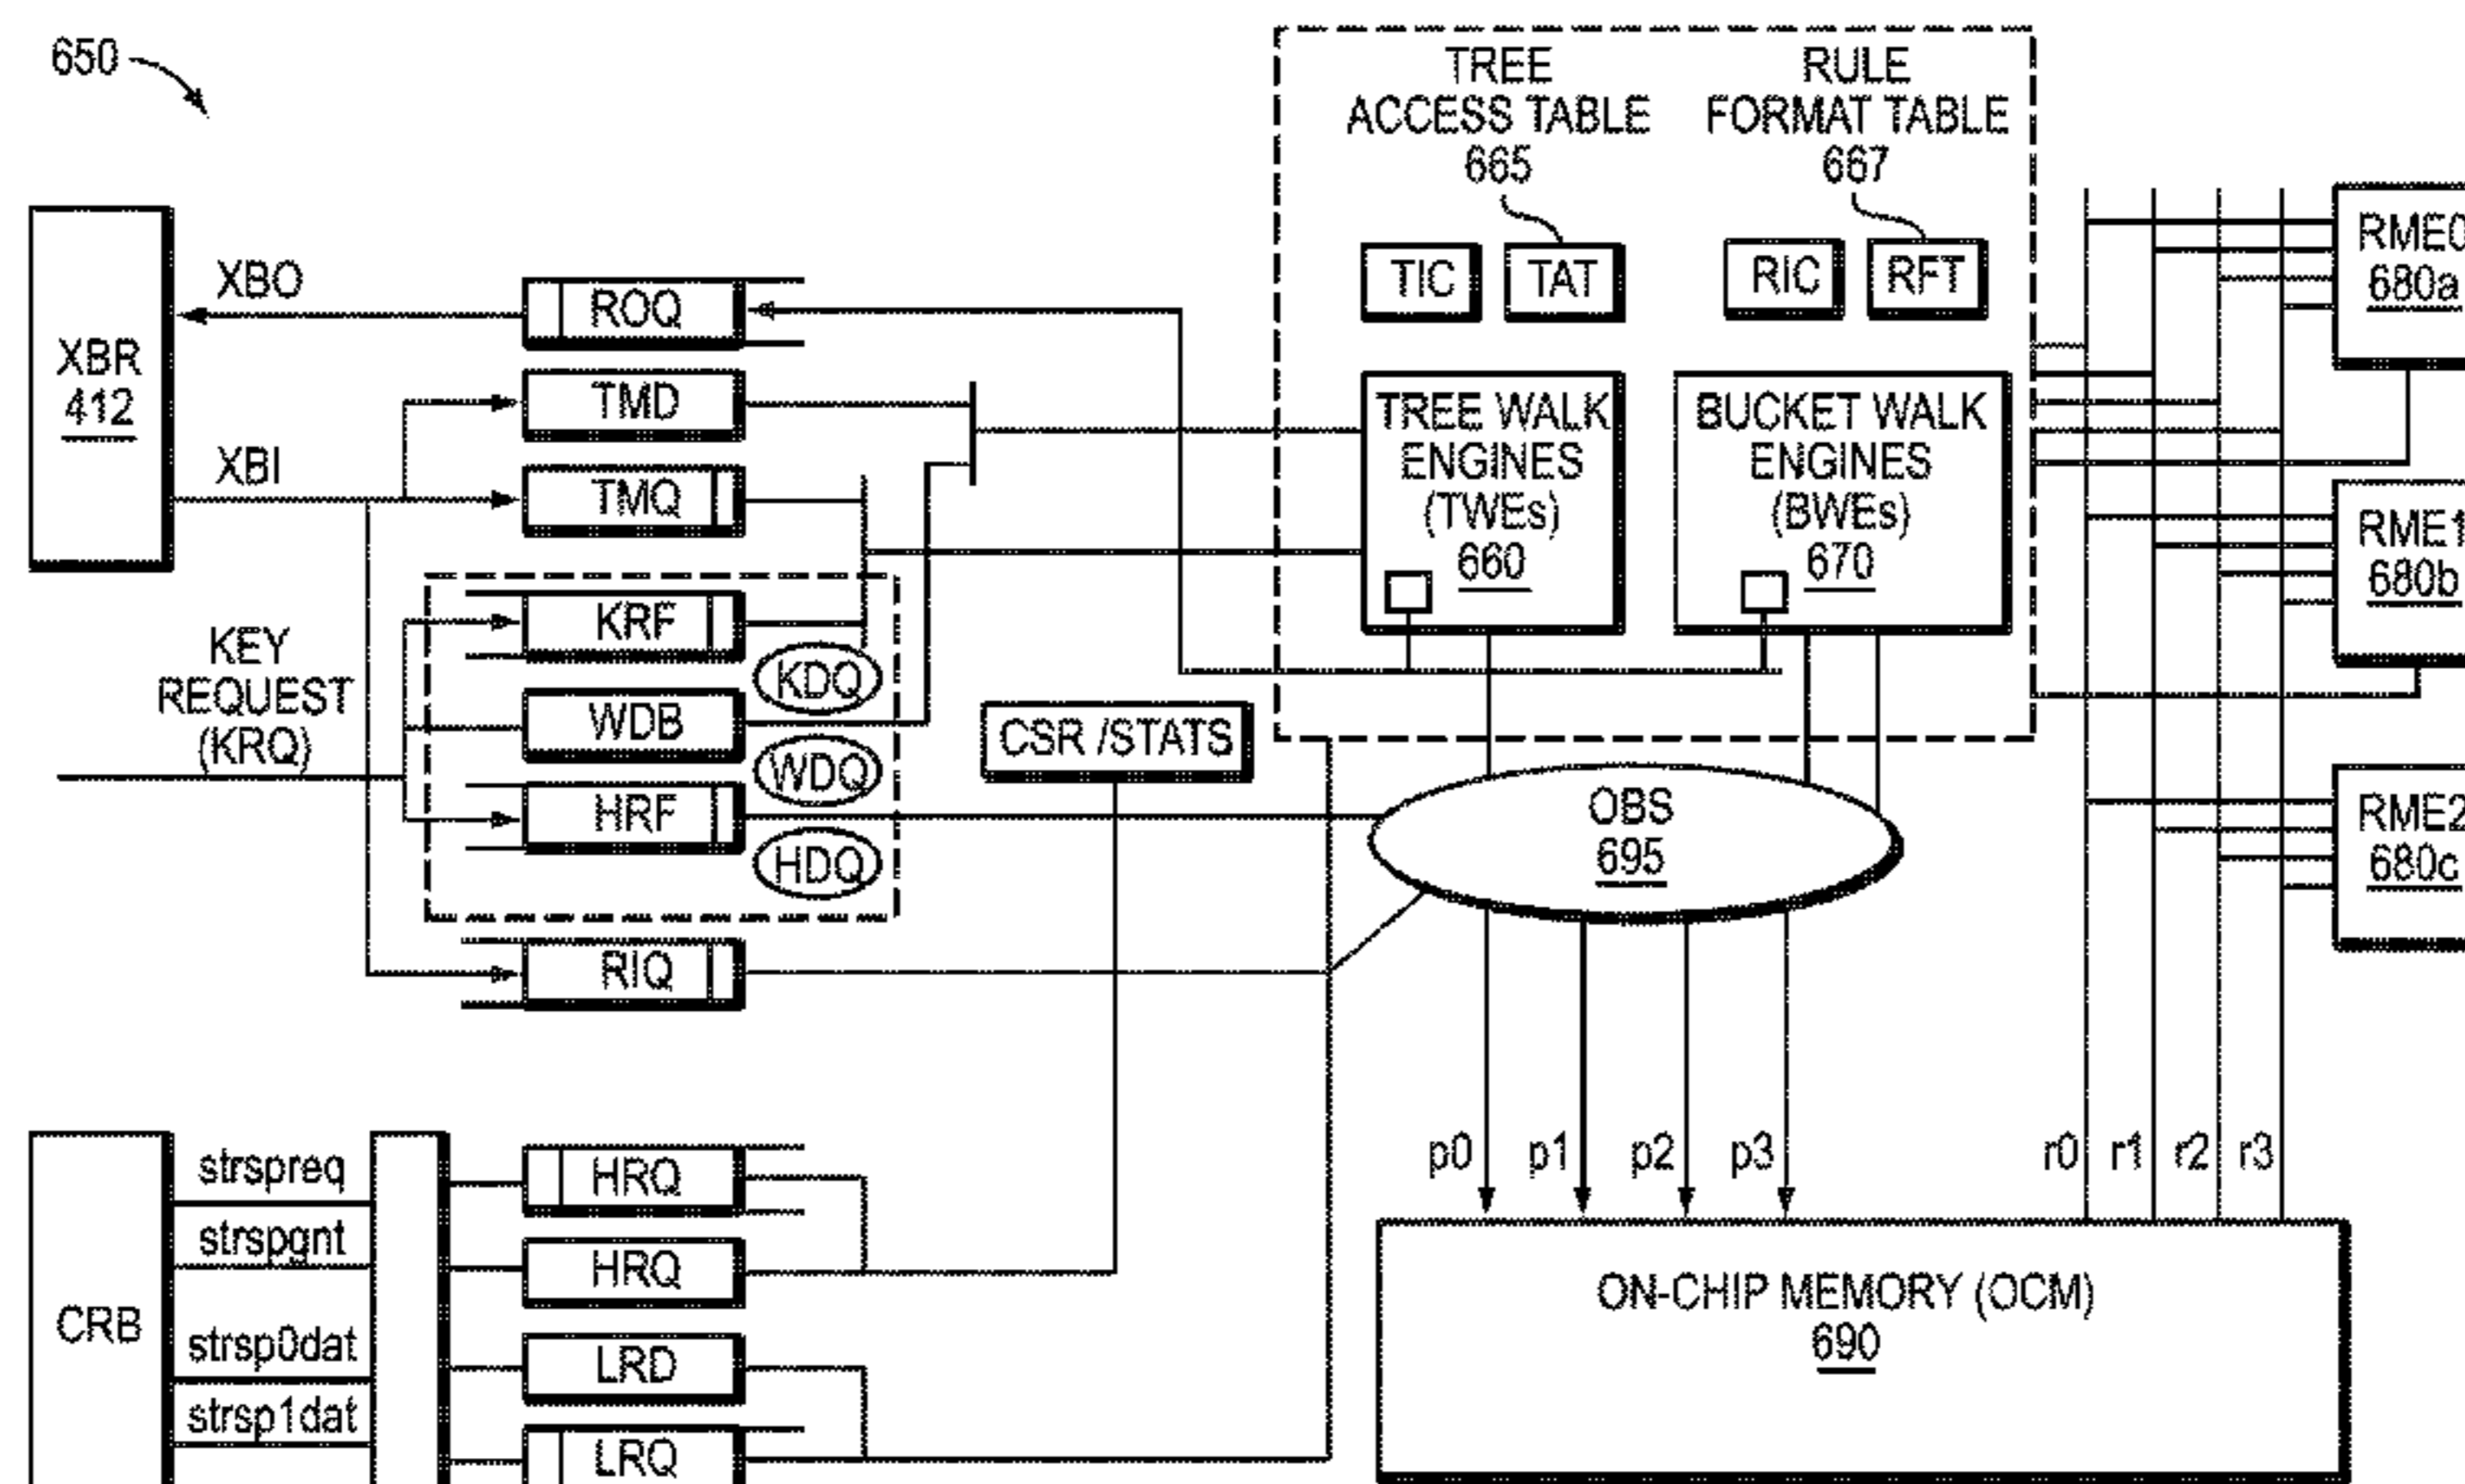 650
TREE
ACCESS TABLE
665
RULE
FORMAT TABLE
667
TIC
TAT
RIC
RFT
XBR
412
XBO
XBI
ROQ
TMD
TMQ
KEY
REQUEST
(KRQ)
KRF
KDQ
WDB
WDQ
HRF
HDQ
RIQ
CSR /STATS
TREE WALK
ENGINES
(TWEs)
660
BUCKET WALK
ENGINES
(BWEs)
670
RME0
680a
RME1
680b
RME2
680c
OBS
695
p0
p1
p2
p3
r0
r1
r2
r3
ON-CHIP MEMORY (OCM)
690
CRB
strspreq
strspgnt
strsp0dat
strsp1dat
HRQ
HRQ
LRD
LRQ